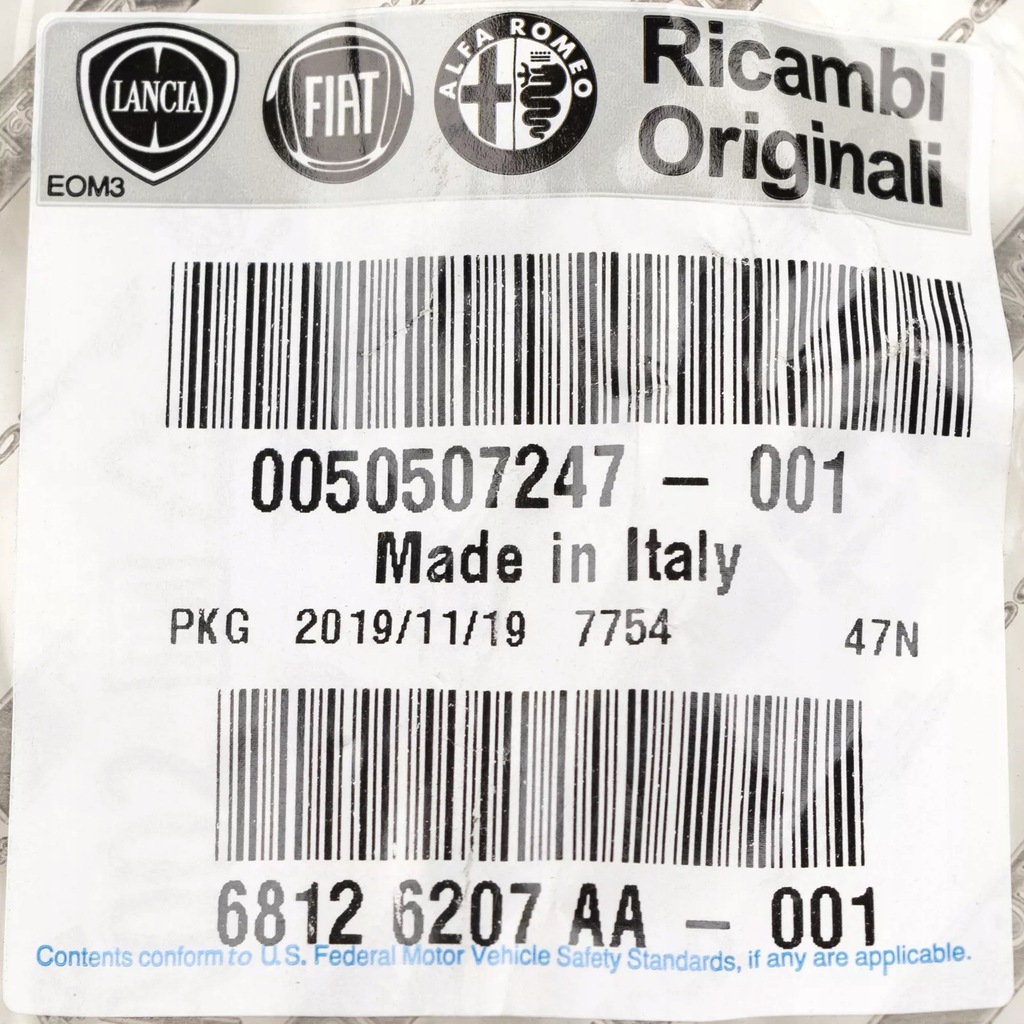 LANCIA
FIAT
ALFA ROMEO
Ricambi
Originali
EOM3
0050507247 - 001
Made in Italy
PKG 2019/11/19 7754 47N
6812 6207 AA - 001
Contents conform to U.S. Federal Motor Vehicle Safety Standards, if any are applicable.